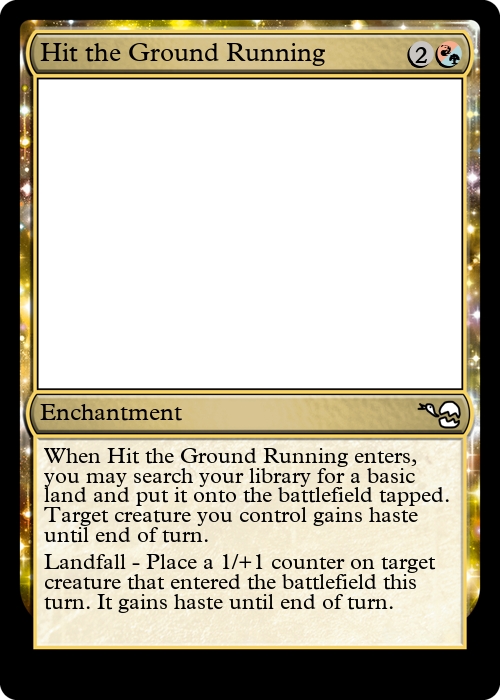 Hit the Ground Running 2
Enchantment
When Hit the Ground Running enters,
you may search your library for a basic
land and put it onto the battlefield tapped.
Target creature you control gains haste
until end of turn.
Landfall - Place a 1/+1 counter on target
creature that entered the battlefield this
turn. It gains haste until end of turn.